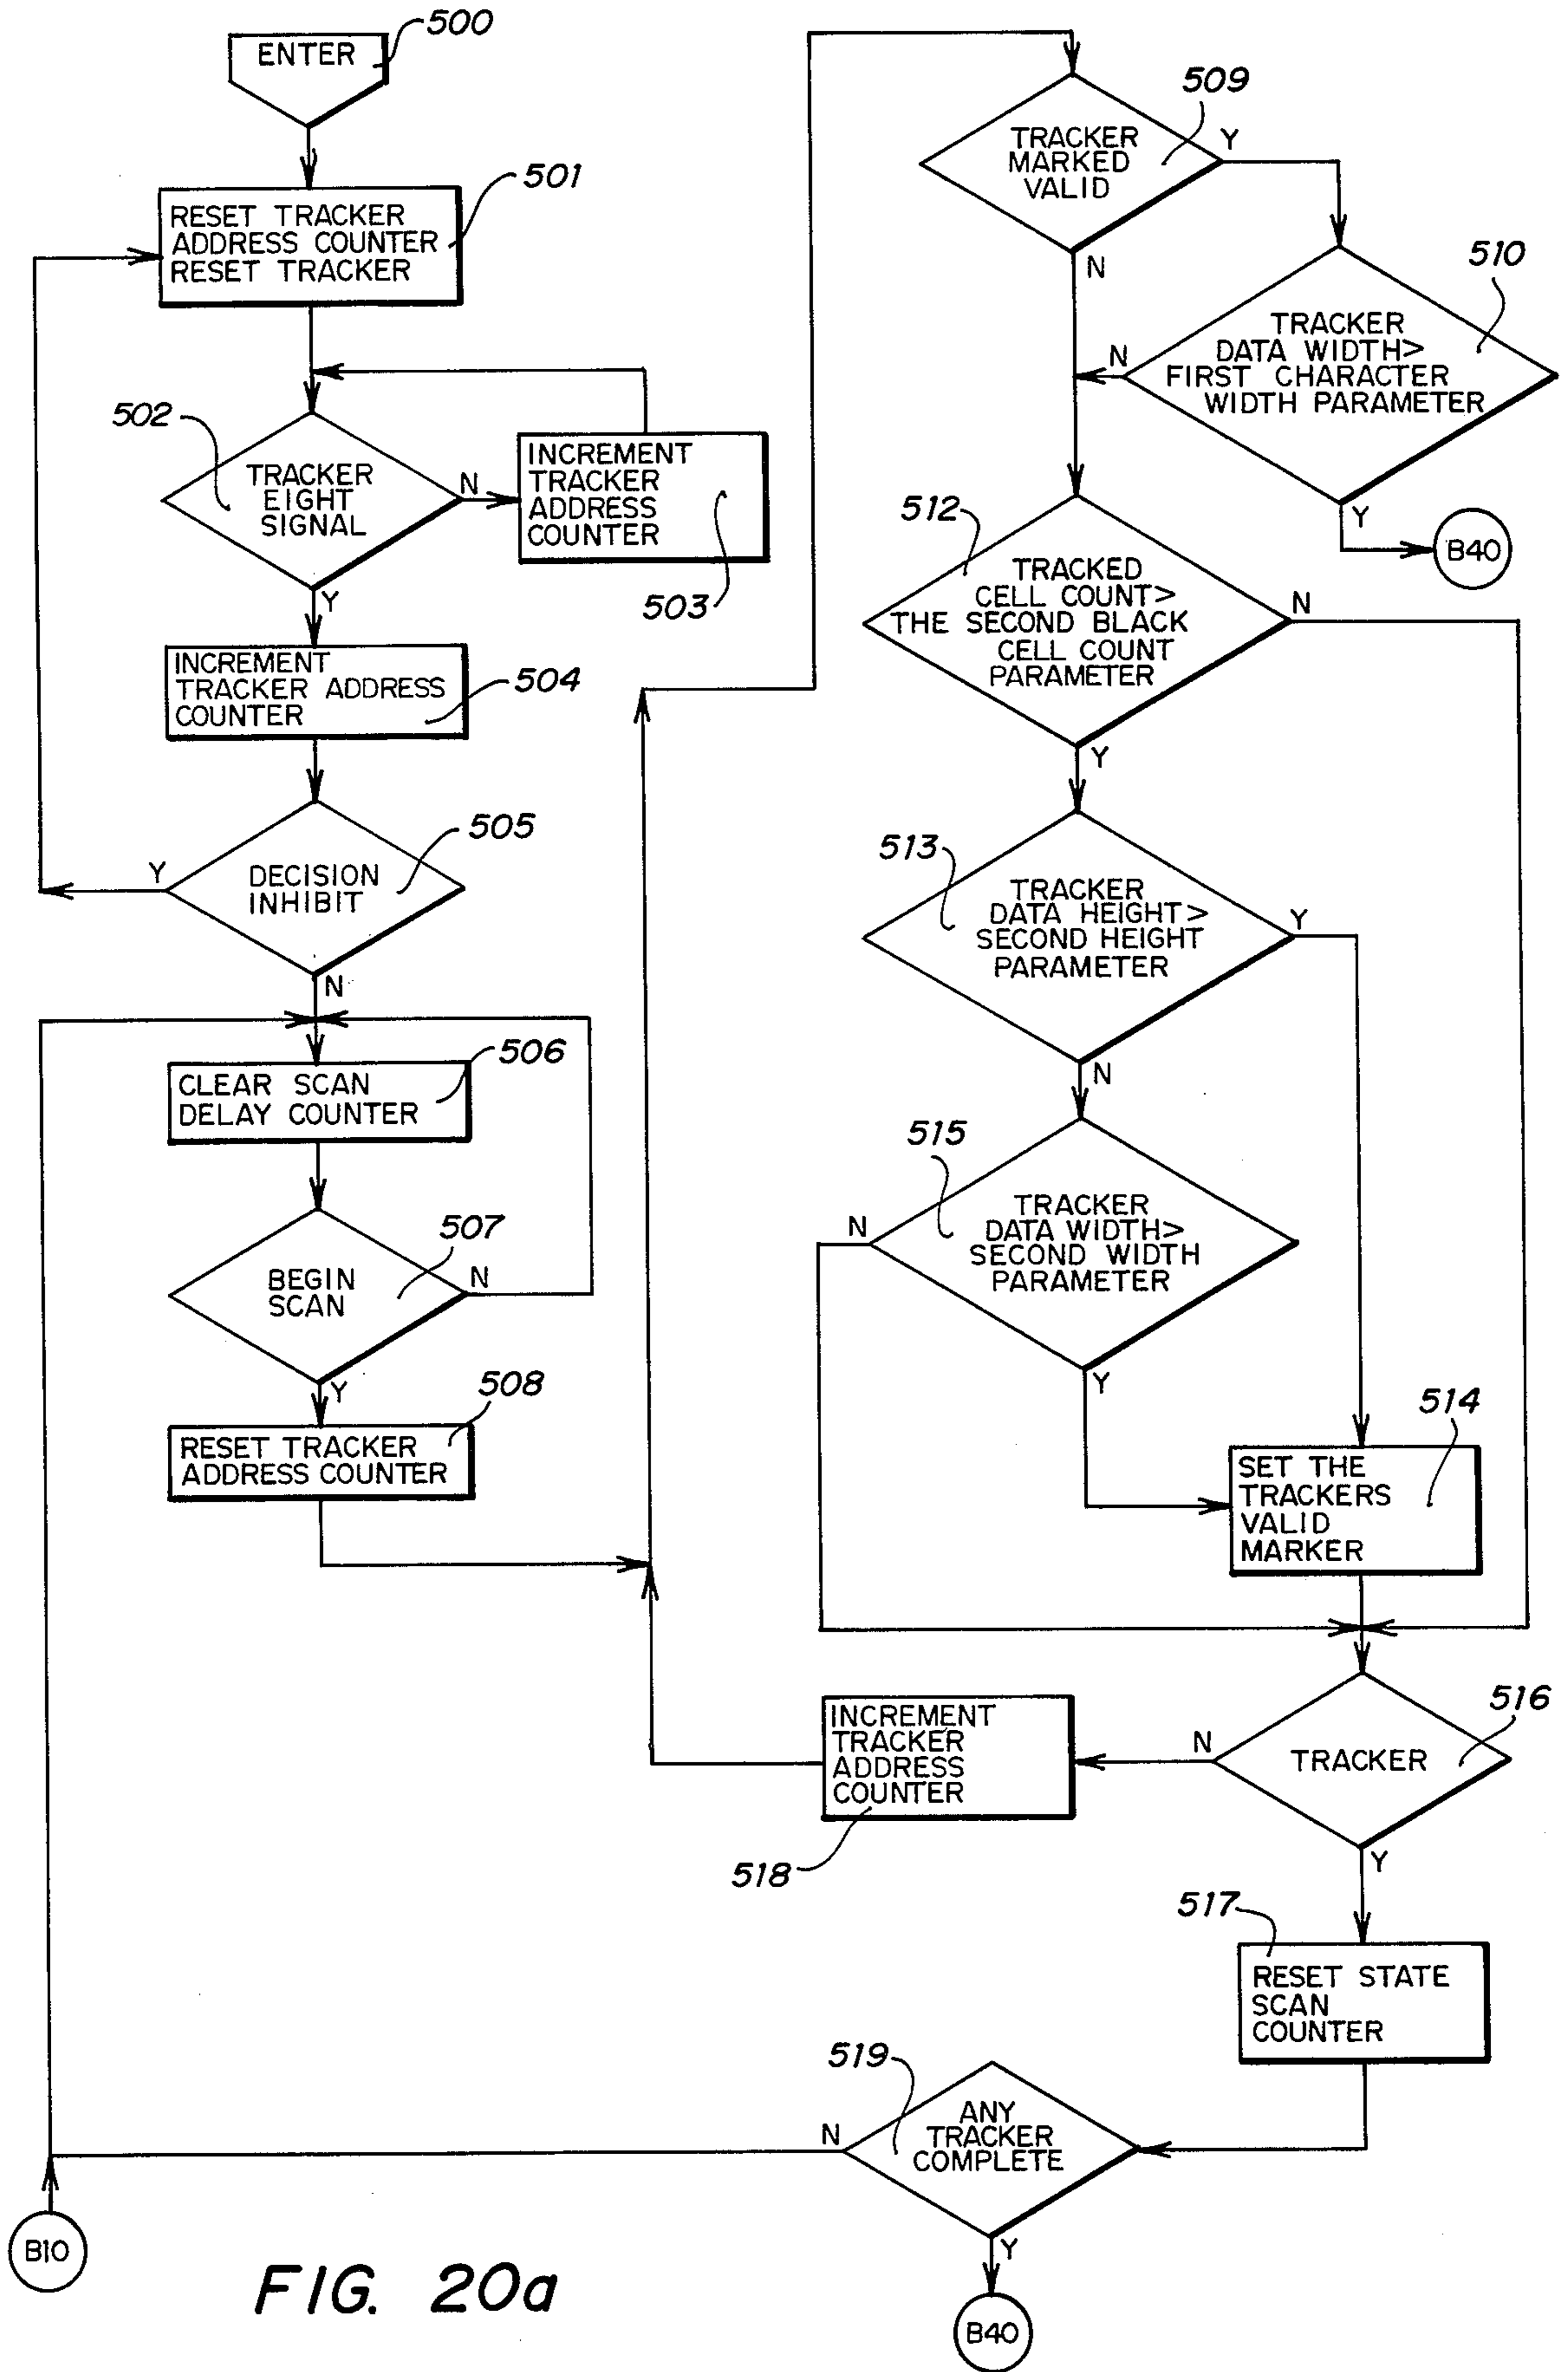 ENTER
500
RESET TRACKER
ADDRESS COUNTER
RESET TRACKER
501
502
TRACKER
EIGHT
SIGNAL
N
Y
INCREMENT
TRACKER
ADDRESS
COUNTER
503
INCREMENT
TRACKER ADDRESS
COUNTER
504
505
DECISION
INHIBIT
Y
N
506
CLEAR SCAN
DELAY COUNTER
507
BEGIN
SCAN
N
Y
508
RESET TRACKER
ADDRESS COUNTER
509
TRACKER
MARKED
VALID
Y
N
510
TRACKER
DATA WIDTH>
FIRST CHARACTER
WIDTH PARAMETER
N
Y
B40
512
TRACKED
CELL COUNT>
THE SECOND BLACK
CELL COUNT
PARAMETER
N
Y
513
TRACKER
DATA HEIGHT>
SECOND HEIGHT
PARAMETER
Y
N
515
TRACKER
DATA WIDTH>
SECOND WIDTH
PARAMETER
N
Y
514
SET THE
TRACKERS
VALID
MARKER
516
TRACKER
N
Y
INCREMENT
TRACKER
ADDRESS
COUNTER
518
517
RESET STATE
SCAN
COUNTER
519
ANY
TRACKER
COMPLETE
N
Y
B10
B40
FIG. 20a